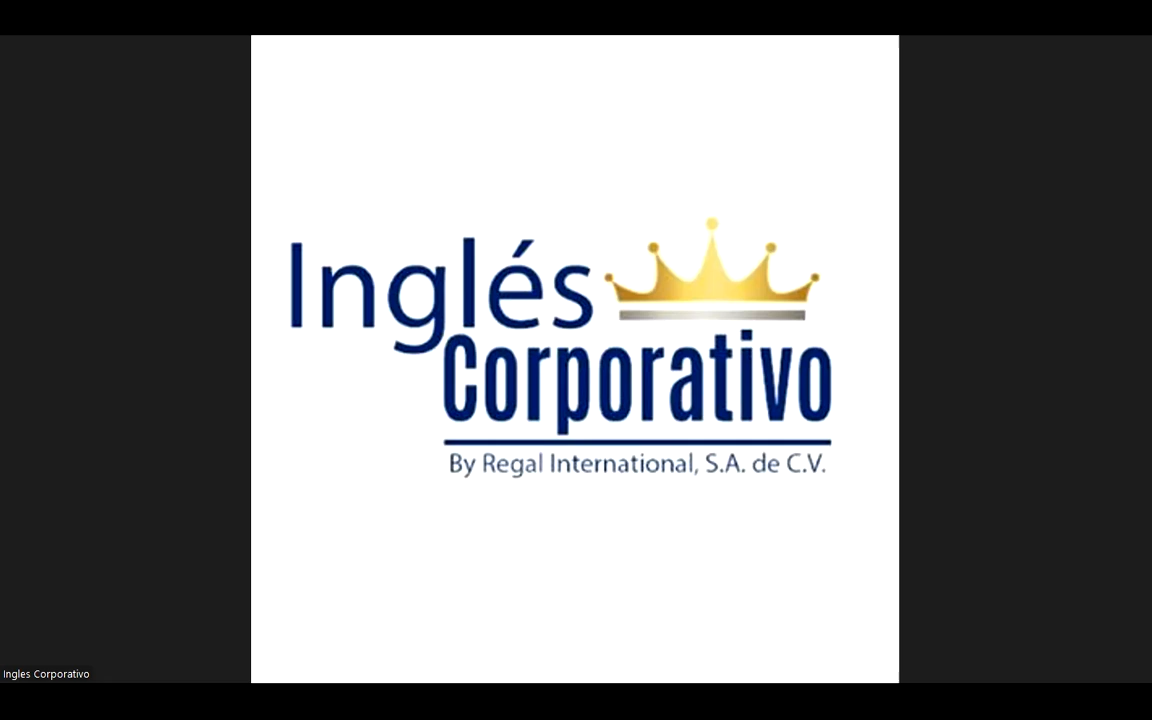 Inglés
Corporativo
By Regal International, S.A. de C.V.
Ingles Corporativo